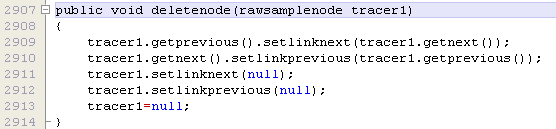 2907 public void deletenode(rawsamplenode tracer1)
2908 {
2909 tracer1.getprevious().setlinknext(tracer1.getnext());
2910 tracer1.getnext().setlinkprevious(tracer1.getprevious());
2911 tracer1.setlinknext(null);
2912 tracer1.setlinkprevious(null);
2913 tracer1=null;
2914 }